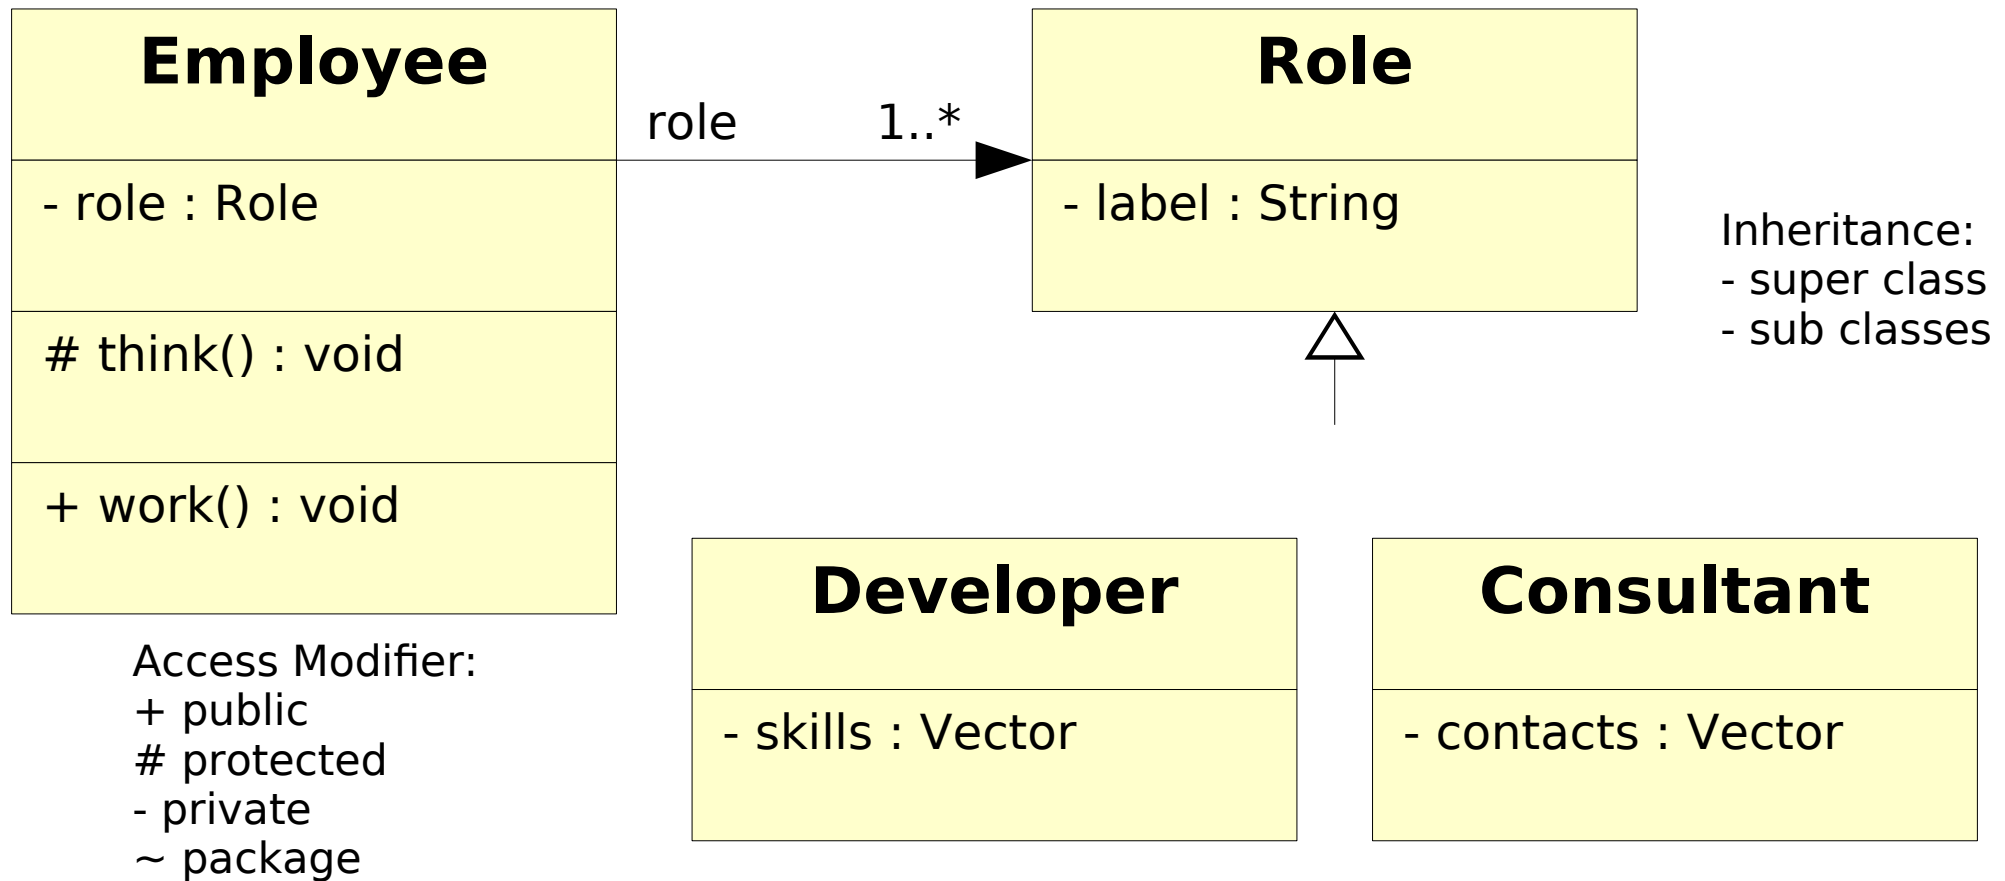 Employee
- role : Role
# think() : void
+ work() : void
Access Modifier:
+ public
# protected
- private
~ package
role 1..*
Role
- label : String
Inheritance:
- super class
- sub classes
Developer
- skills : Vector
Consultant
- contacts : Vector